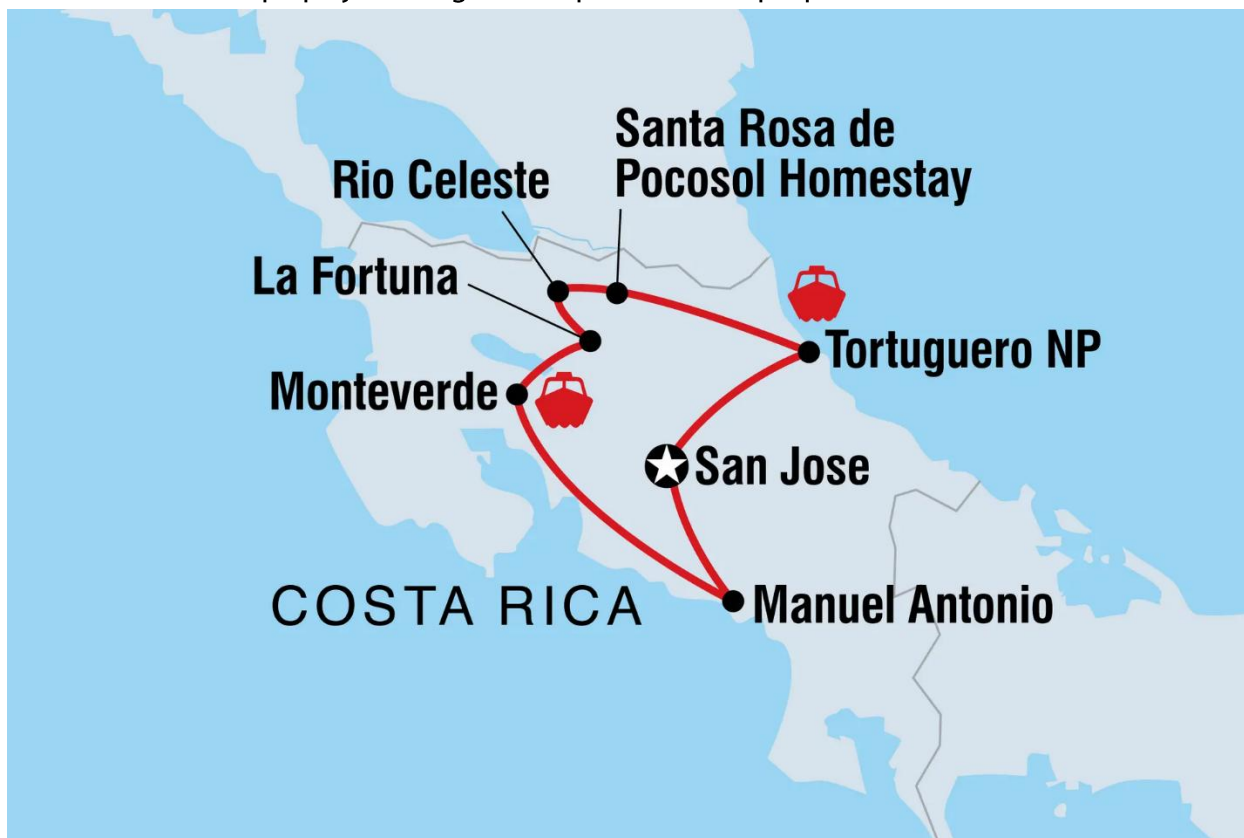 Santa Rosa de
Pocosol Homestay
Rio Celeste
La Fortuna
Tortuguero NP
Monteverde
San Jose
COSTA RICA
Manuel Antonio